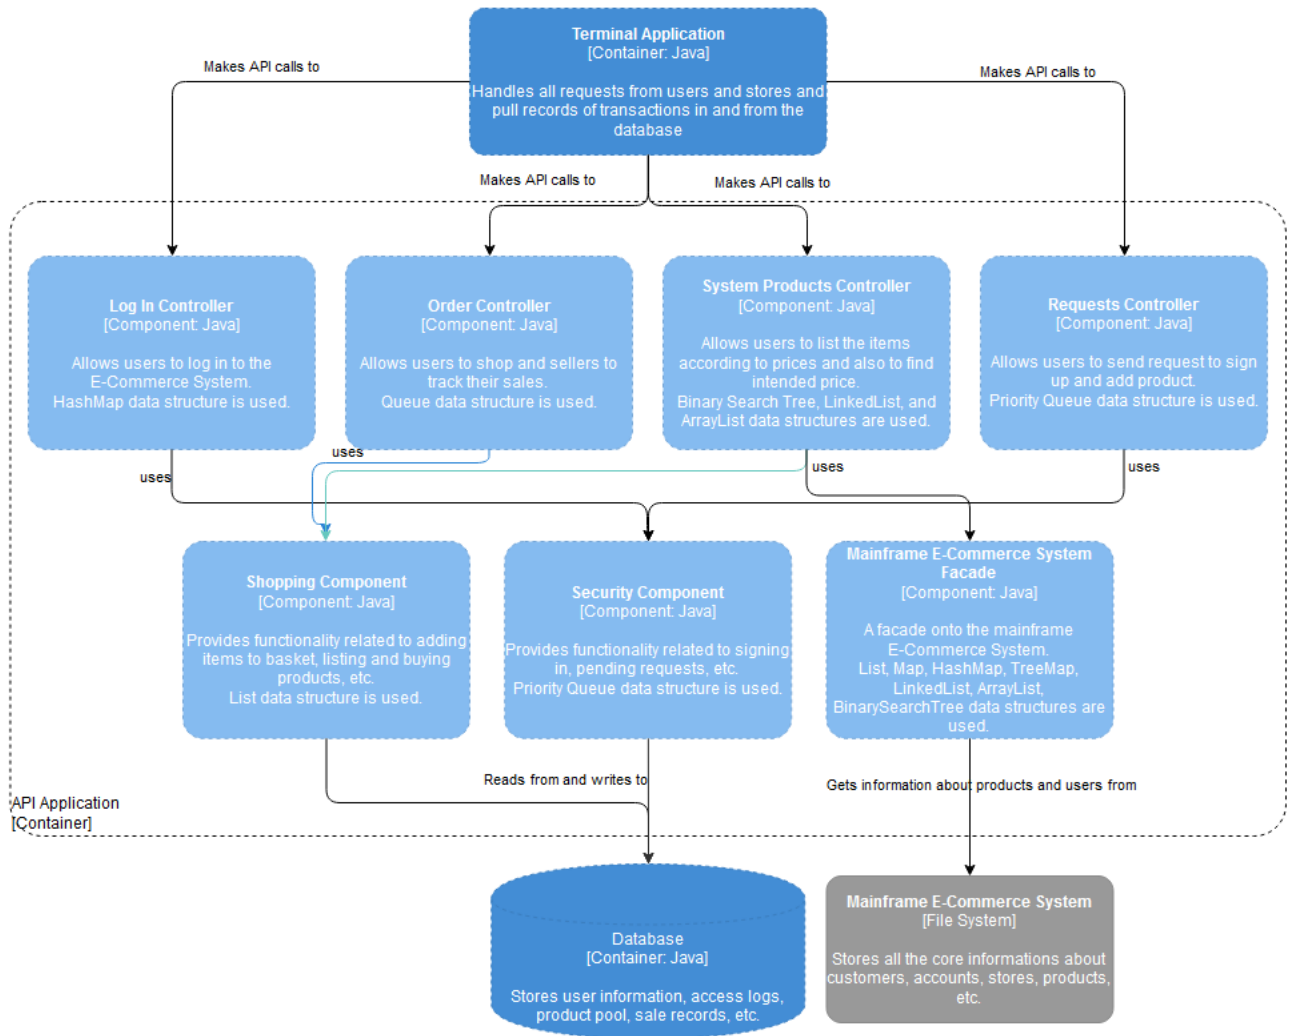 Terminal Application
[Container: Java]
Handles all requests from users and stores and
pull records of transactions in and from the
database
Makes API calls to
Makes API calls to
Makes API calls to
Makes API calls to
Log In Controller
[Component: Java]
Allows users to log in to the
E-Commerce System.
HashMap data structure is used.
Order Controller
[Component: Java]
Allows users to shop and sellers to
track their sales.
Queue data structure is used.
System Products Controller
[Component: Java]
Allows users to list the items
according to prices and also to find
intended price.
Binary Search Tree, LinkedList, and
ArrayList data structures are used.
Requests Controller
[Component: Java]
Allows users to send request to sign
up and add product.
Priority Queue data structure is used.
uses
uses
uses
uses
Shopping Component
[Component: Java]
Provides functionality related to adding
items to basket, listing and buying
products, etc.
List data structure is used.
Security Component
[Component: Java]
Provides functionality related to signing
in, pending requests, etc.
Priority Queue data structure is used.
Mainframe E-Commerce System
Facade
[Component: Java]
A facade onto the mainframe
E-Commerce System.
List, Map, HashMap, TreeMap,
LinkedList, ArrayList,
BinarySearchTree data structures are
used.
Reads from and writes to
Gets information about products and users from
API Application
[Container]
Database
[Container: Java]
Stores user information, access logs,
product pool, sale records, etc.
Mainframe E-Commerce System
[File System]
Stores all the core informations about
customers, accounts, stores, products,
etc.